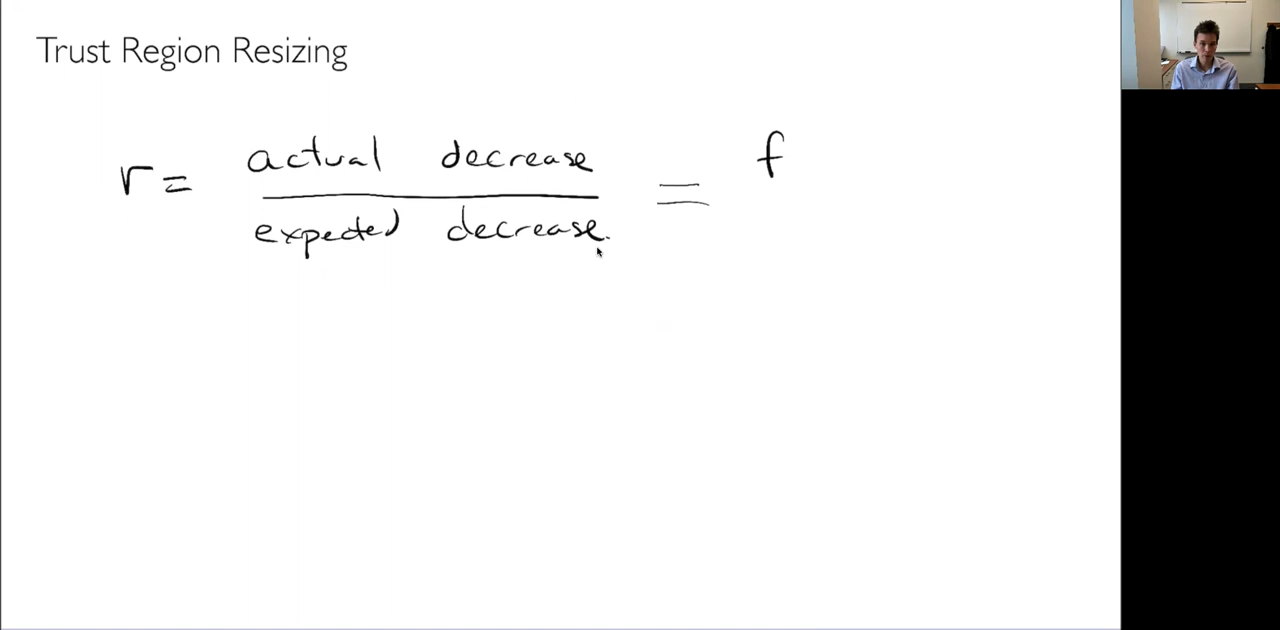 Trust Region Resizing
r = actual decrease / expected decrease. = f